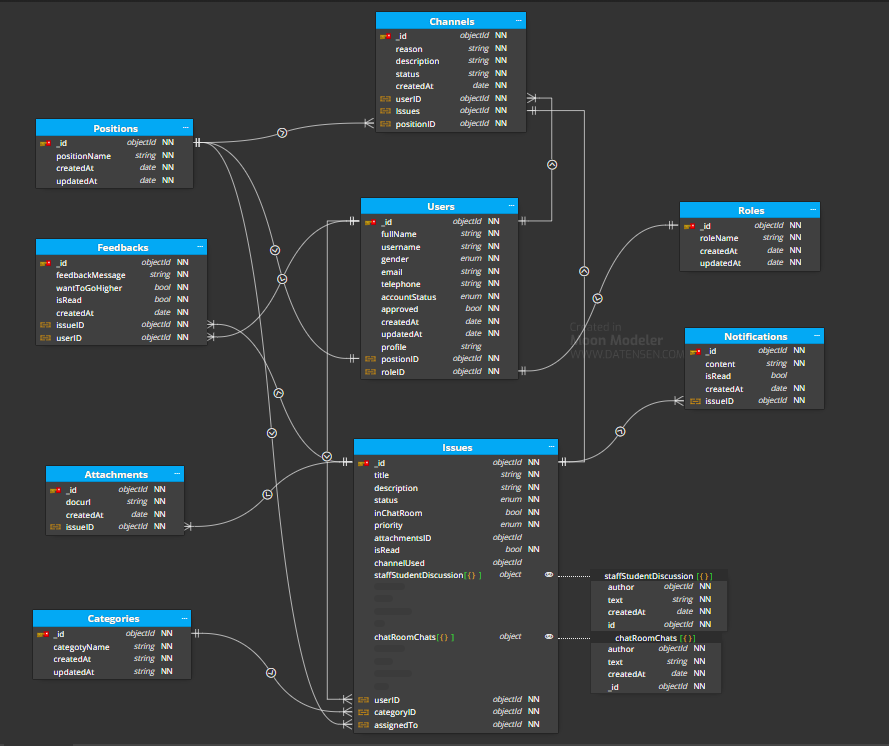 Channels ...
_id objectId NN
reason string NN
description string NN
status string NN
createdAt date NN
userID objectId NN
Issues objectId NN
positionID objectId NN
Positions ...
_id objectId NN
positionName string NN
createdAt date NN
updatedAt date NN
Users ...
_id objectId NN
fullName string NN
username string NN
gender enum NN
email string NN
telephone string NN
accountStatus enum NN
approved bool NN
createdAt date NN
updatedAt date NN
profile string
postionID objectId NN
roleID objectId NN
Roles ...
_id objectId NN
roleName string NN
createdAt date NN
updatedAt date NN
Feedbacks ...
_id objectId NN
feedbackMessage string NN
wantToGoHigher bool NN
isRead bool NN
createdAt date NN
issueID objectId NN
userID objectId NN
Created in
Moon Modeler
WWW.DATENSEN.COM
Notifications ...
_id objectId NN
content string NN
isRead bool
createdAt date NN
issueID objectId NN
Issues ...
_id objectId NN
title string NN
description string NN
status enum NN
inChatRoom bool NN
priority enum NN
attachmentsID objectId
isRead bool NN
channelUsed objectId
staffStudentDiscussion[{} ] object
chatRoomChats[{} ] object
userID objectId NN
categoryID objectId NN
assignedTo objectId NN
Attachments ...
_id objectId NN
docurl string NN
createdAt date NN
issueID objectId NN
staffStudentDiscussion [{}]
author objectId NN
text string NN
createdAt date NN
id objectId NN
chatRoomChats [{}]
author objectId NN
text string NN
createdAt date NN
_id objectId NN
Categories ...
_id objectId NN
categotyName string NN
createdAt string NN
updatedAt string NN